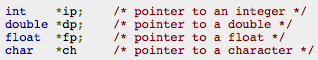 int    *ip;    /* pointer to an integer */
double *dp;    /* pointer to a double */
float  *fp;    /* pointer to a float */
char   *ch     /* pointer to a character */